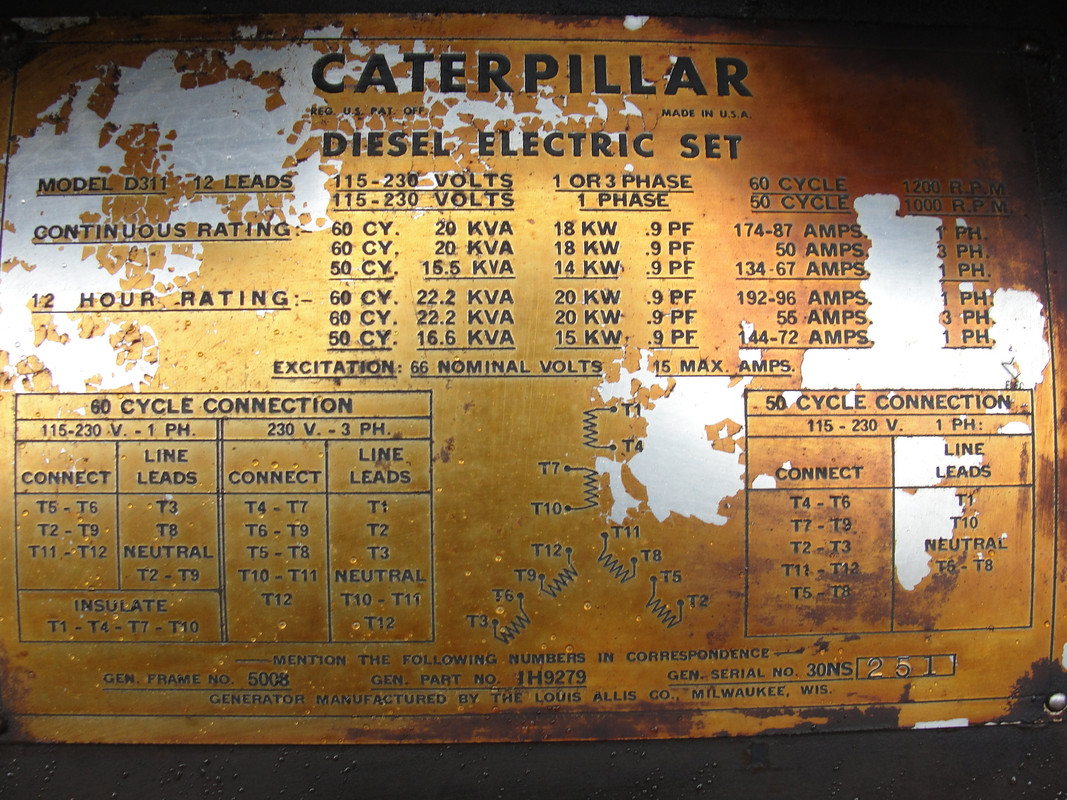 CATERPILLAR
REG. U.S. PAT. OFF. MADE IN U.S.A.
DIESEL ELECTRIC SET
MODEL D311 12 LEADS 115-230 VOLTS 1 OR 3 PHASE 60 CYCLE 1200 R.P.M.
115-230 VOLTS 1 PHASE 50 CYCLE 1000 R.P.M.
CONTINUOUS RATING:- 60 CY. 20 KVA 18 KW .9 PF 174-87 AMPS. 1 PH.
60 CY. 20 KVA 18 KW .9 PF 50 AMPS. 3 PH.
50 CY. 15.5 KVA 14 KW .9 PF 134-67 AMPS. 1 PH.
12 HOUR RATING:- 60 CY. 22.2 KVA 20 KW .9 PF 192-96 AMPS. 1 PH.
60 CY. 22.2 KVA 20 KW .9 PF 55 AMPS. 3 PH.
50 CY. 16.6 KVA 15 KW .9 PF 144-72 AMPS. 1 PH.
EXCITATION: 66 NOMINAL VOLTS 15 MAX. AMPS.
60 CYCLE CONNECTION
115-230 V. - 1 PH. 230 V. - 3 PH.
CONNECT LINE LEADS CONNECT LINE LEADS
T5 - T6 T3 T4 - T7 T1
T2 - T9 T8 T6 - T9 T2
T11 - T12 NEUTRAL T5 - T8 T3
T2 - T9 T10 - T11 NEUTRAL
T12 T10 - T11
T12
INSULATE
T1 - T4 - T7 - T10
T1
T4
T7
T10
T11
T12 T8
T9 T5
T6 T2
T3
50 CYCLE CONNECTION
115 - 230 V. 1 PH:
CONNECT LINE LEADS
T4 - T6 T1
T7 - T9 T10
T2 - T3 NEUTRAL
T11 - T12 T6 - T8
T5 - T8
MENTION THE FOLLOWING NUMBERS IN CORRESPONDENCE
GEN. FRAME NO. 5008 GEN. PART NO. 1H9279 GEN. SERIAL NO. 30NS 251
GENERATOR MANUFACTURED BY THE LOUIS ALLIS CO., MILWAUKEE, WIS.